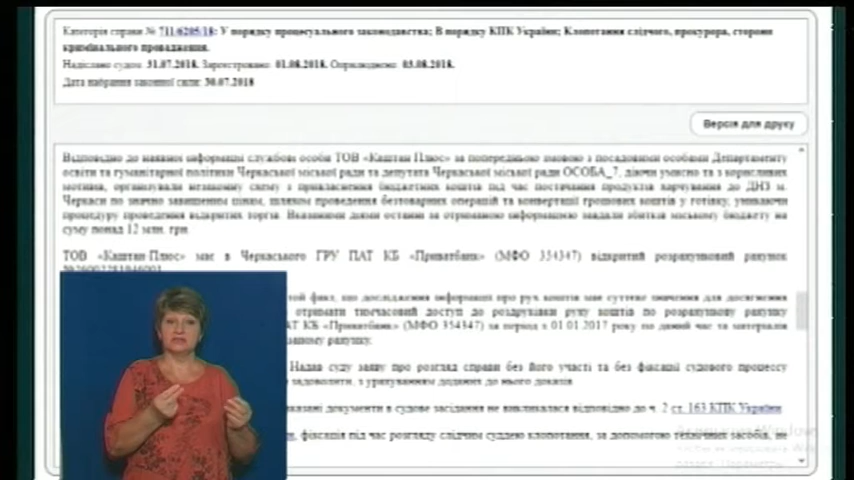 Категорія справи № 711/6205/18: У порядку процесуального законодавства; В порядку КПК України; Клопотання слідчого, прокурора, сторони
кримінального провадження.
Надіслано судом: 31.07.2018. Зареєстровано: 01.08.2018. Оприлюднено: 03.08.2018.
Дата набрання законної сили: 30.07.2018
Версія для друку
Відповідно до наявної інформації службові особи ТОВ «Каштан Плюс» за попередньою змовою з посадовими особами Департаменту
освіти та гуманітарної політики Черкаської міської ради та депутата Черкаської міської ради ОСОБА_7, діючи умисно та з корисливих
мотивів, організували незаконну схему з привласнення бюджетних коштів під час постачання продуктів харчування до ДНЗ м.
Черкаси по значно завищеним цінам, шляхом проведення безтоварних операцій та конвертації грошових коштів у готівку, уникаючи
процедуру проведення відкритих торгів. Вказаними діями останні за отриманою інформацією завдали збитків міському бюджету на
суму понад 12 млн. грн.
ТОВ «Каштан-Плюс» має в Черкаського ГРУ ПАТ КБ «Приватбанк» (МФО 354347) відкритий розрахунковий рахунок
той факт, що дослідження інформації про рух коштів має суттєве значення для досягнення
отримати тимчасовий доступ до роздруківки руху коштів по розрахунковому рахунку
АТ КБ «Приватбанк» (МФО 354347) за період з 01.01.2017 року по даний час та матеріалів
рахунку.
Надав суду заяву про розгляд справи без його участі та без фіксації судового процесу
задоволити, з урахуванням доданих до нього доказів.
вказані документи в судове засідання не викликалася відповідно до ч. 2 ст. 163 КПК України
фіксація під час розгляду слідчим суддею клопотання, за допомогою технічних засобів, не